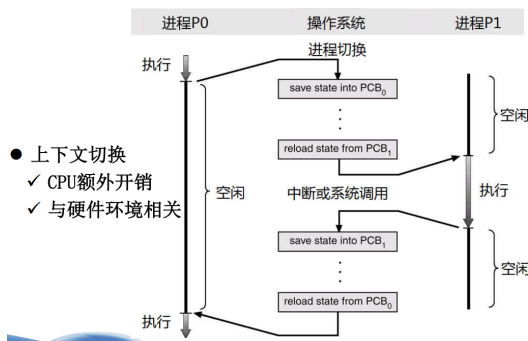 进程P0
操作系统
进程P1
进程切换
执行
save state into PCB₀
空闲
reload state from PCB₁
● 上下文切换
✓ CPU额外开销
✓ 与硬件环境相关
空闲
中断或系统调用
执行
save state into PCB₁
空闲
reload state from PCB₀
执行